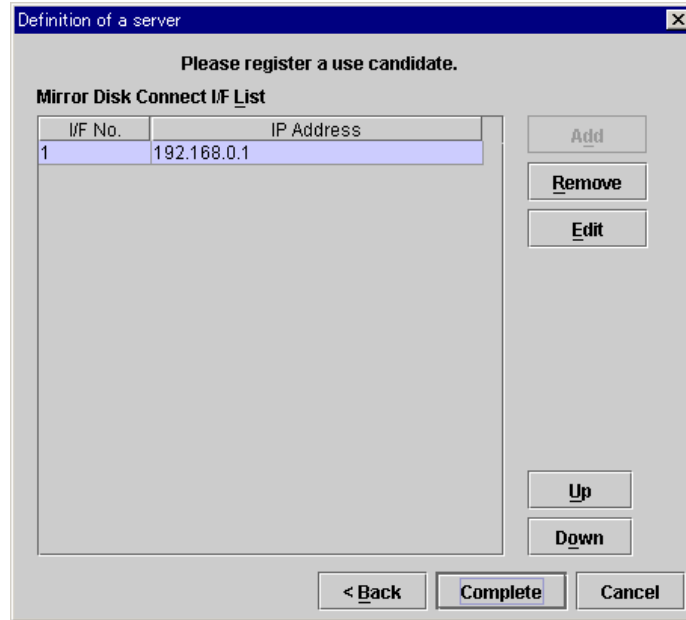 Definition of a server
Please register a use candidate.
Mirror Disk Connect I/F List
I/F No. IP Address
1 192.168.0.1
Add
Remove
Edit
Up
Down
< Back Complete Cancel